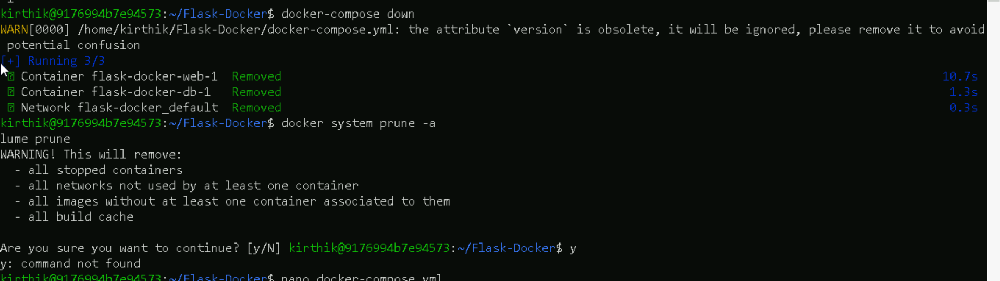 kirthik@9176994b7e94573:~/Flask-Docker$ docker-compose down
WARN[0000] /home/kirthik/Flask-Docker/docker-compose.yml: the attribute `version` is obsolete, it will be ignored, please remove it to avoid
potential confusion
[+] Running 3/3
Container flask-docker-web-1 Removed 10.7s
Container flask-docker-db-1 Removed 1.3s
Network flask-docker_default Removed 0.3s
kirthik@9176994b7e94573:~/Flask-Docker$ docker system prune -a
lume prune
WARNING! This will remove:
- all stopped containers
- all networks not used by at least one container
- all images without at least one container associated to them
- all build cache
Are you sure you want to continue? [y/N] kirthik@9176994b7e94573:~/Flask-Docker$ y
y: command not found
kirthik@9176994b7e94573:~/Flask-Docker$ nano docker-compose.yml